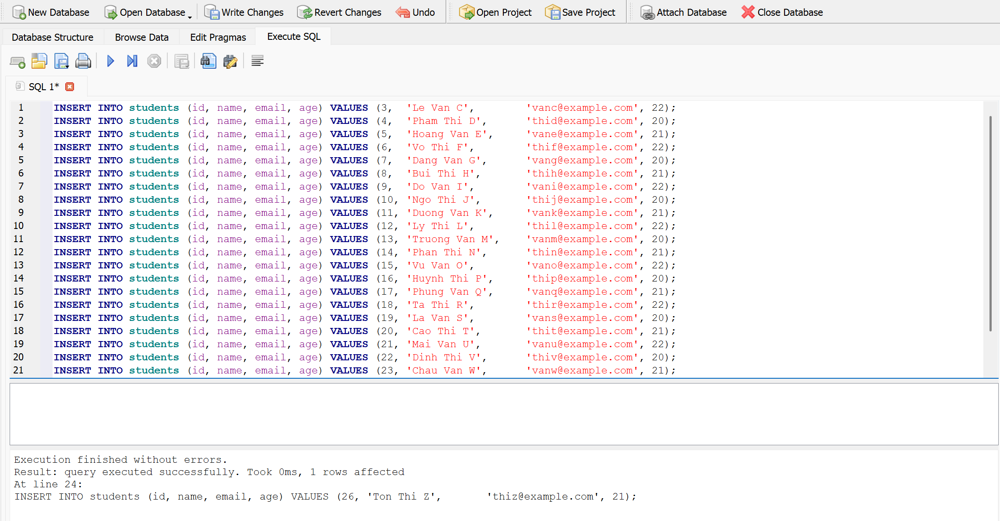 New Database Open Database Write Changes Revert Changes Undo Open Project Save Project Attach Database Close Database
Database Structure Browse Data Edit Pragmas Execute SQL
SQL 1*
1 INSERT INTO students (id, name, email, age) VALUES (3, 'Le Van C', 'vanc@example.com', 22);
2 INSERT INTO students (id, name, email, age) VALUES (4, 'Pham Thi D', 'thid@example.com', 20);
3 INSERT INTO students (id, name, email, age) VALUES (5, 'Hoang Van E', 'vane@example.com', 21);
4 INSERT INTO students (id, name, email, age) VALUES (6, 'Vo Thi F', 'thif@example.com', 22);
5 INSERT INTO students (id, name, email, age) VALUES (7, 'Dang Van G', 'vang@example.com', 20);
6 INSERT INTO students (id, name, email, age) VALUES (8, 'Bui Thi H', 'thih@example.com', 21);
7 INSERT INTO students (id, name, email, age) VALUES (9, 'Do Van I', 'vani@example.com', 22);
8 INSERT INTO students (id, name, email, age) VALUES (10, 'Ngo Thi J', 'thij@example.com', 20);
9 INSERT INTO students (id, name, email, age) VALUES (11, 'Duong Van K', 'vank@example.com', 21);
10 INSERT INTO students (id, name, email, age) VALUES (12, 'Ly Thi L', 'thil@example.com', 22);
11 INSERT INTO students (id, name, email, age) VALUES (13, 'Truong Van M', 'vanm@example.com', 20);
12 INSERT INTO students (id, name, email, age) VALUES (14, 'Phan Thi N', 'thin@example.com', 21);
13 INSERT INTO students (id, name, email, age) VALUES (15, 'Vu Van O', 'vano@example.com', 22);
14 INSERT INTO students (id, name, email, age) VALUES (16, 'Huynh Thi P', 'thip@example.com', 20);
15 INSERT INTO students (id, name, email, age) VALUES (17, 'Phung Van Q', 'vanq@example.com', 21);
16 INSERT INTO students (id, name, email, age) VALUES (18, 'Ta Thi R', 'thir@example.com', 22);
17 INSERT INTO students (id, name, email, age) VALUES (19, 'La Van S', 'vans@example.com', 20);
18 INSERT INTO students (id, name, email, age) VALUES (20, 'Cao Thi T', 'thit@example.com', 21);
19 INSERT INTO students (id, name, email, age) VALUES (21, 'Mai Van U', 'vanu@example.com', 22);
20 INSERT INTO students (id, name, email, age) VALUES (22, 'Dinh Thi V', 'thiv@example.com', 20);
21 INSERT INTO students (id, name, email, age) VALUES (23, 'Chau Van W', 'vanw@example.com', 21);
Execution finished without errors.
Result: query executed successfully. Took 0ms, 1 rows affected
At line 24:
INSERT INTO students (id, name, email, age) VALUES (26, 'Ton Thi Z', 'thiz@example.com', 21);